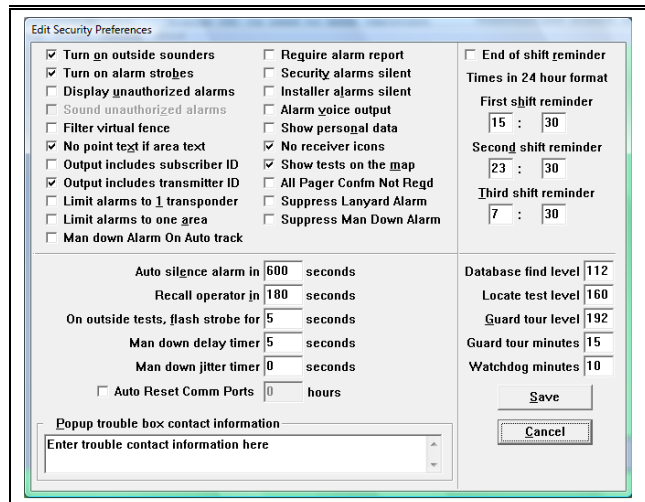 Edit Security Preferences
Turn on outside sounders
Turn on alarm strobes
Display unauthorized alarms
Sound unauthorized alarms
Filter virtual fence
No point text if area text
Output includes subscriber ID
Output includes transmitter ID
Limit alarms to 1 transponder
Limit alarms to one area
Man down Alarm On Auto track
Require alarm report
Security alarms silent
Installer alarms silent
Alarm voice output
Show personal data
No receiver icons
Show tests on the map
All Pager Confm Not Reqd
Suppress Lanyard Alarm
Suppress Man Down Alarm
End of shift reminder
Times in 24 hour format
First shift reminder
15 : 30
Second shift reminder
23 : 30
Third shift reminder
7 : 30
Auto silence alarm in 600 seconds
Recall operator in 180 seconds
On outside tests, flash strobe for 5 seconds
Man down delay timer 5 seconds
Man down jitter timer 0 seconds
Auto Reset Comm Ports 0 hours
Database find level 112
Locate test level 160
Guard tour level 192
Guard tour minutes 15
Watchdog minutes 10
Save
Cancel
Popup trouble box contact information
Enter trouble contact information here